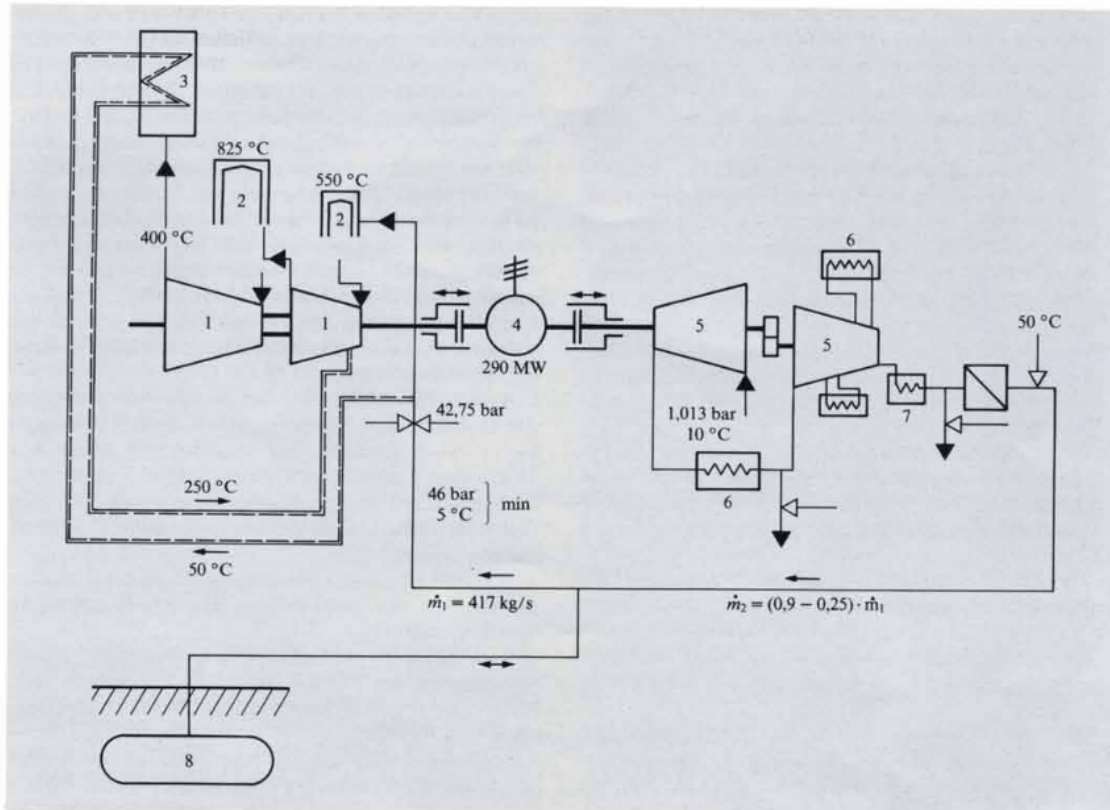 3
825 °C
2
550 °C
2
400 °C
6
1
1
4
5
5
50 °C
290 MW
7
42,75 bar
1,013 bar
10 °C
6
250 °C
46 bar
5 °C
min
50 °C
ṁ₁ = 417 kg/s
ṁ₂ = (0,9 − 0,25) · ṁ₁
8